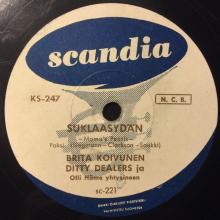 scandia
KS-247
N. C. B.
SUKLAASYDÄN
BRITA KOIVUNEN
DITTY DEALERS ja
Olli Häme yhtyeineen
SC-221